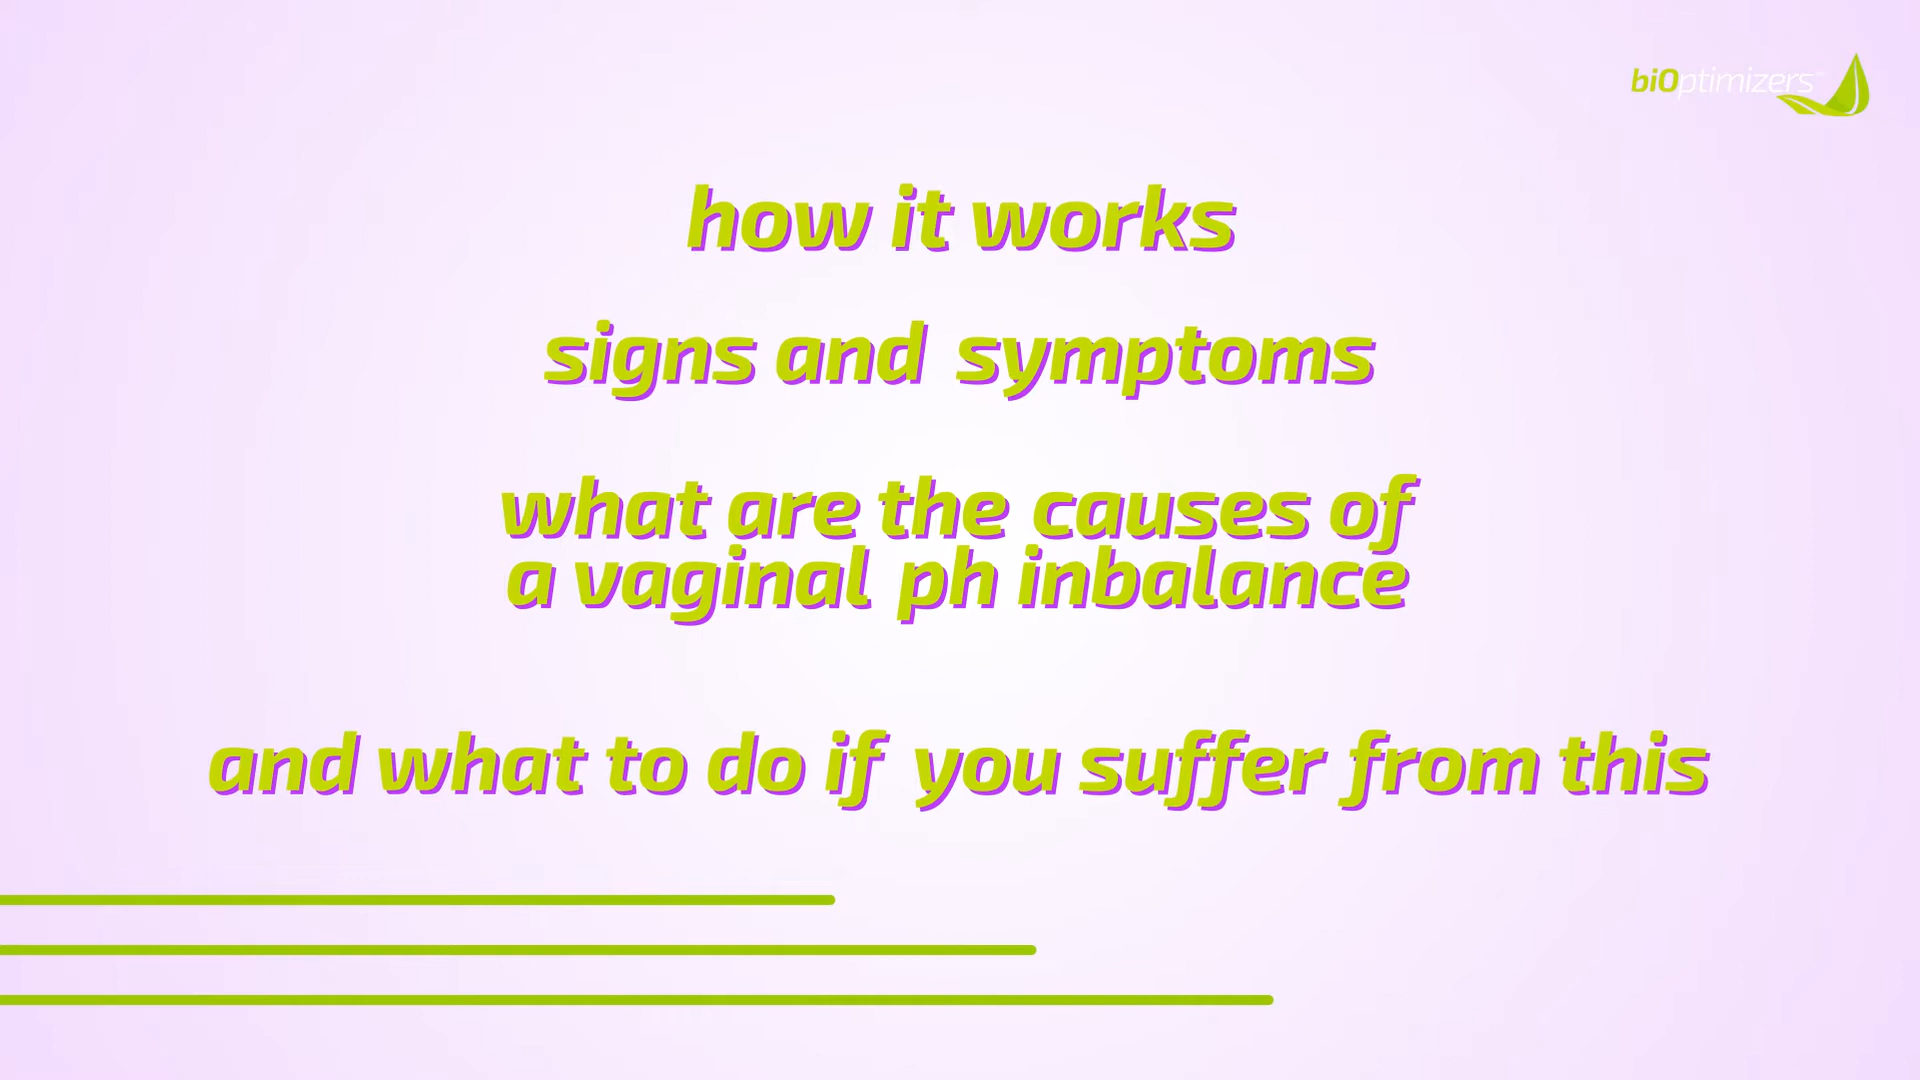 biOptimizers
how it works
signs and symptoms
what are the causes of
a vaginal ph inbalance
and what to do if you suffer from this